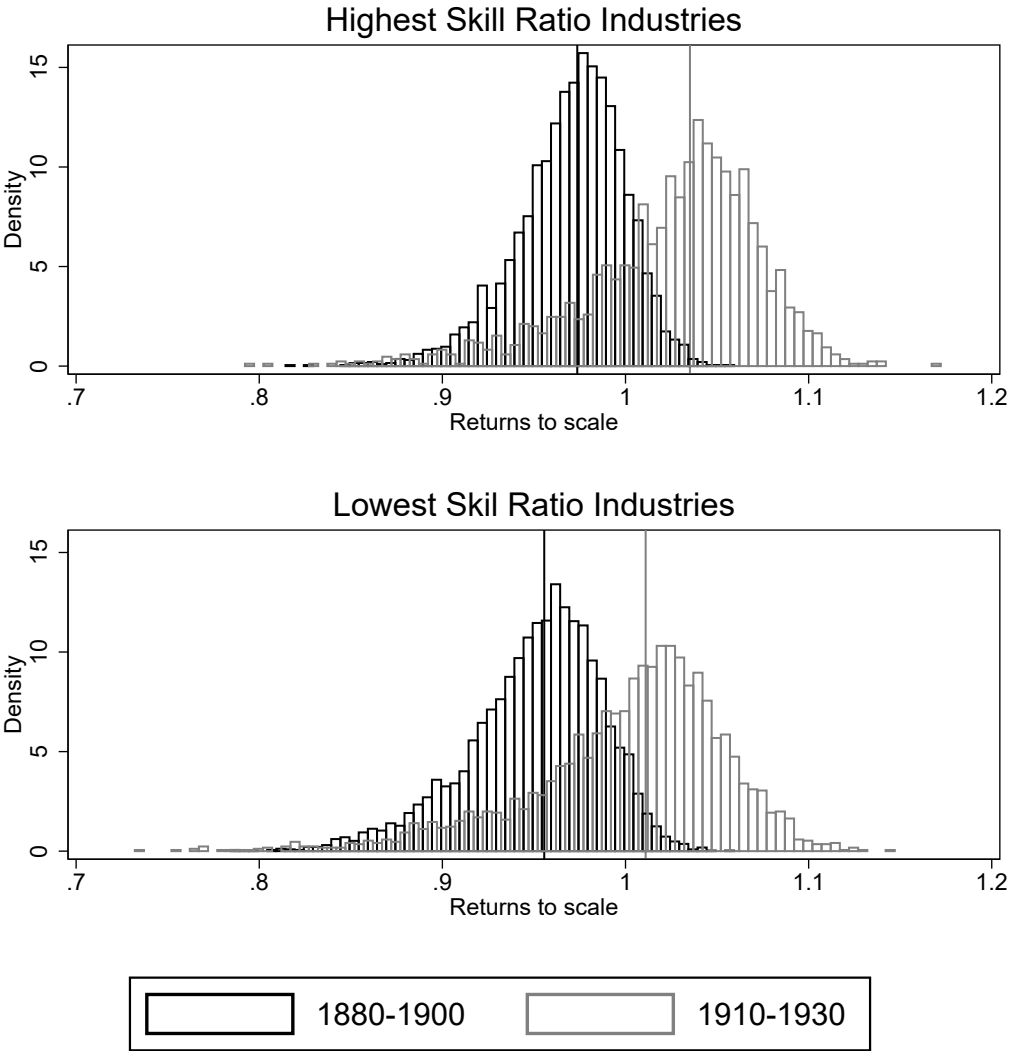 Highest Skill Ratio Industries
15
10
5
0
Density
.7 .8 .9 1 1.1 1.2
Returns to scale
Lowest Skil Ratio Industries
15
10
5
0
Density
.7 .8 .9 1 1.1 1.2
Returns to scale
1880-1900 1910-1930